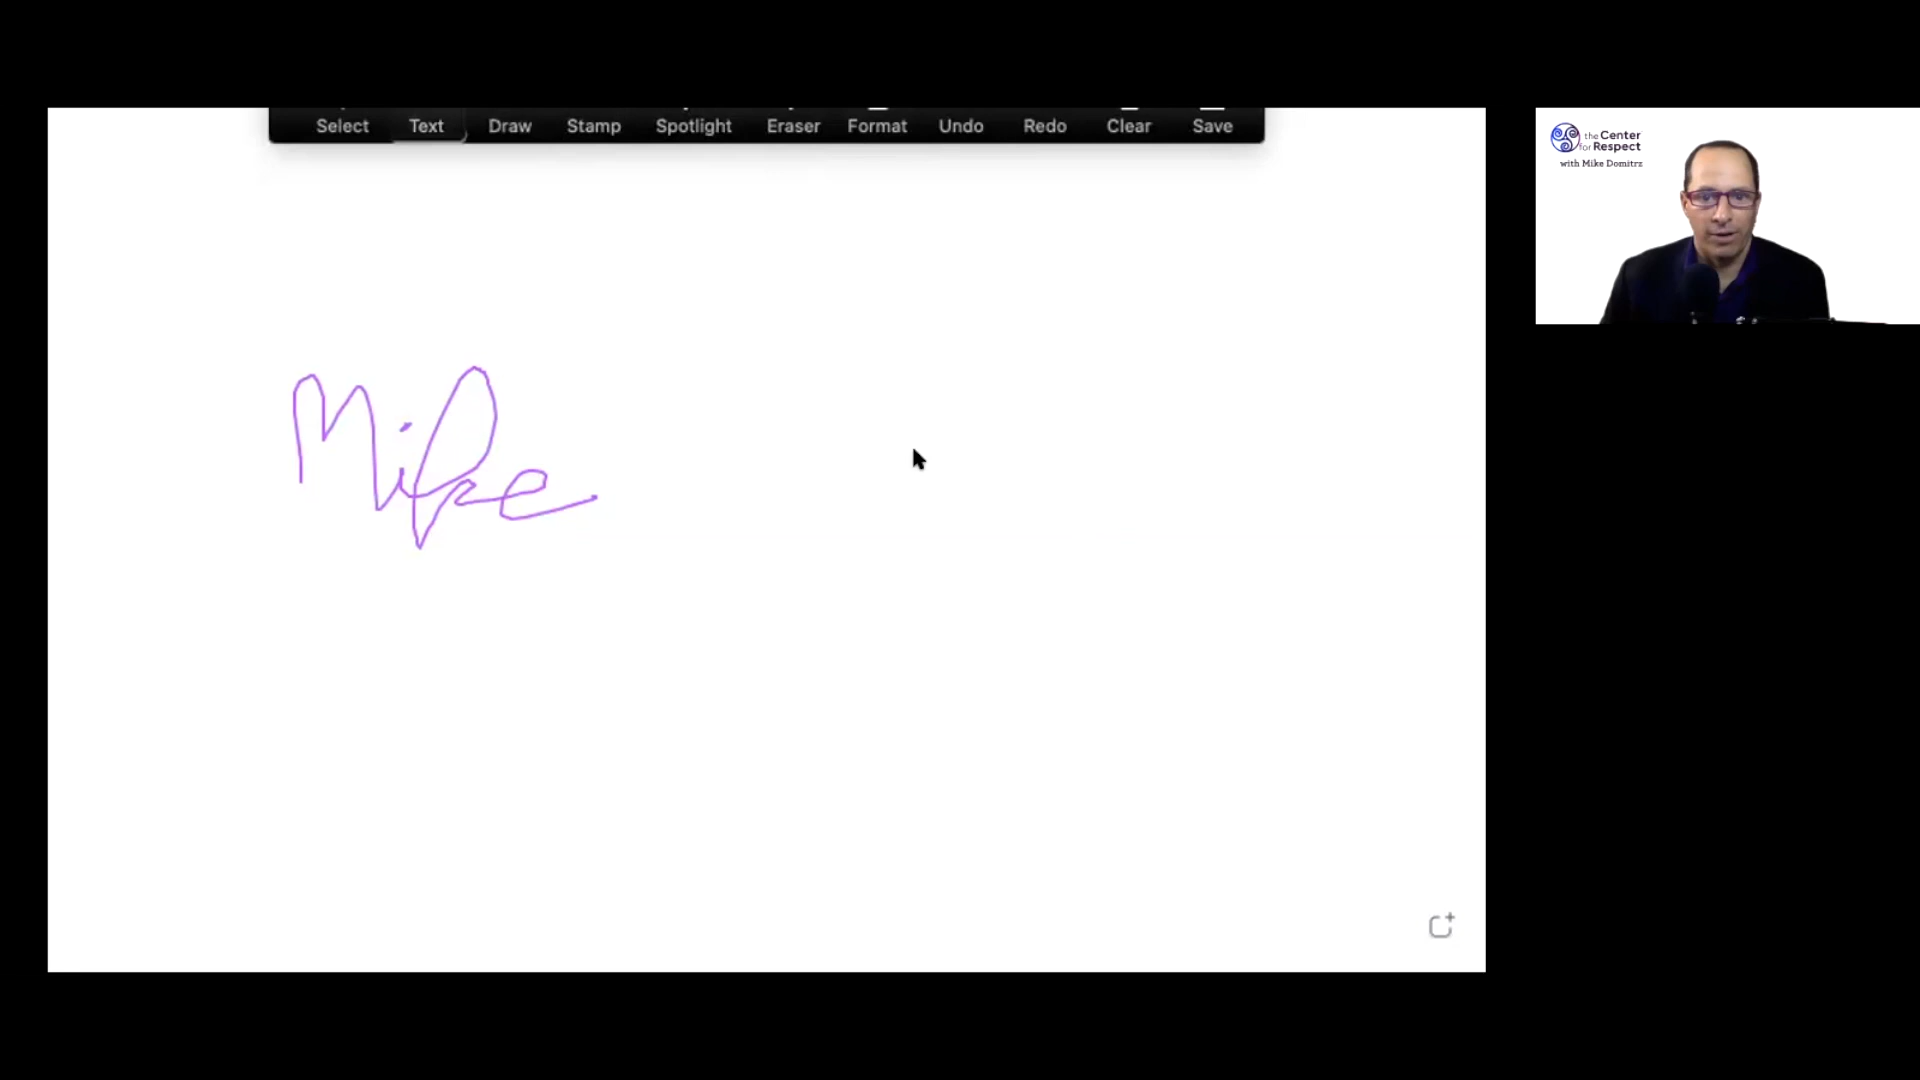 Select Text Draw Stamp Spotlight Eraser Format Undo Redo Clear Save
the Center
for Respect
with Mike Domitrz
Mike